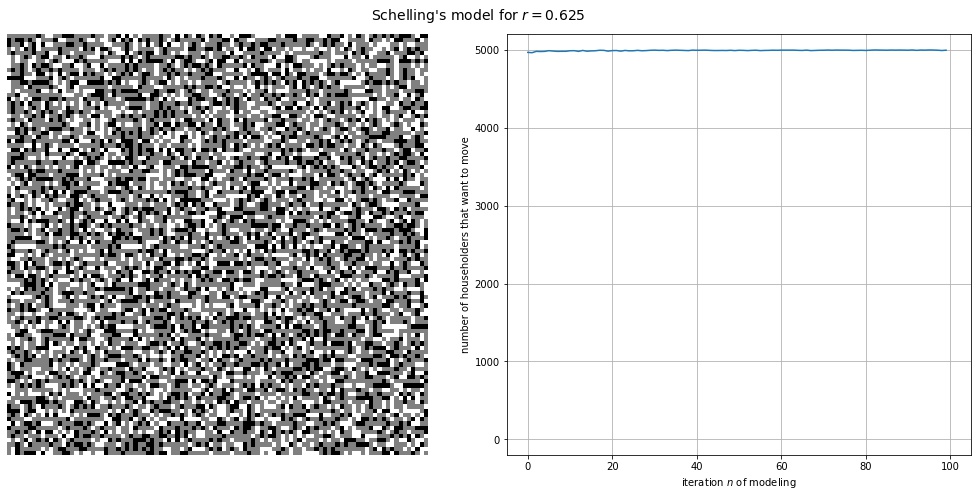 Schelling's model for r = 0.625
number of householders that want to move
5000
4000
3000
2000
1000
0
0 20 40 60 80 100
iteration n of modeling